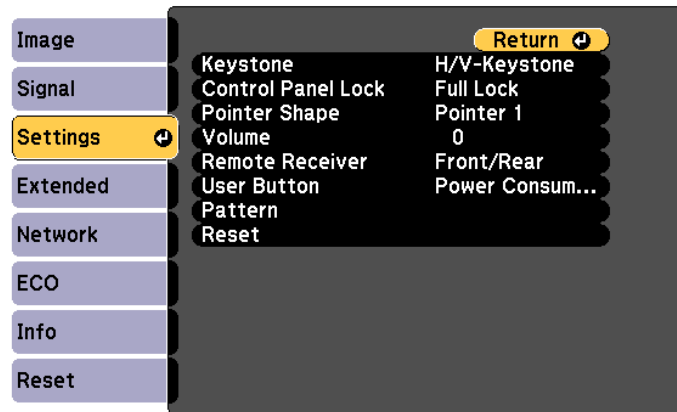 Image
Signal
Settings
Extended
Network
ECO
Info
Reset
Return
Keystone H/V-Keystone
Control Panel Lock Full Lock
Pointer Shape Pointer 1
Volume 0
Remote Receiver Front/Rear
User Button Power Consum...
Pattern
Reset